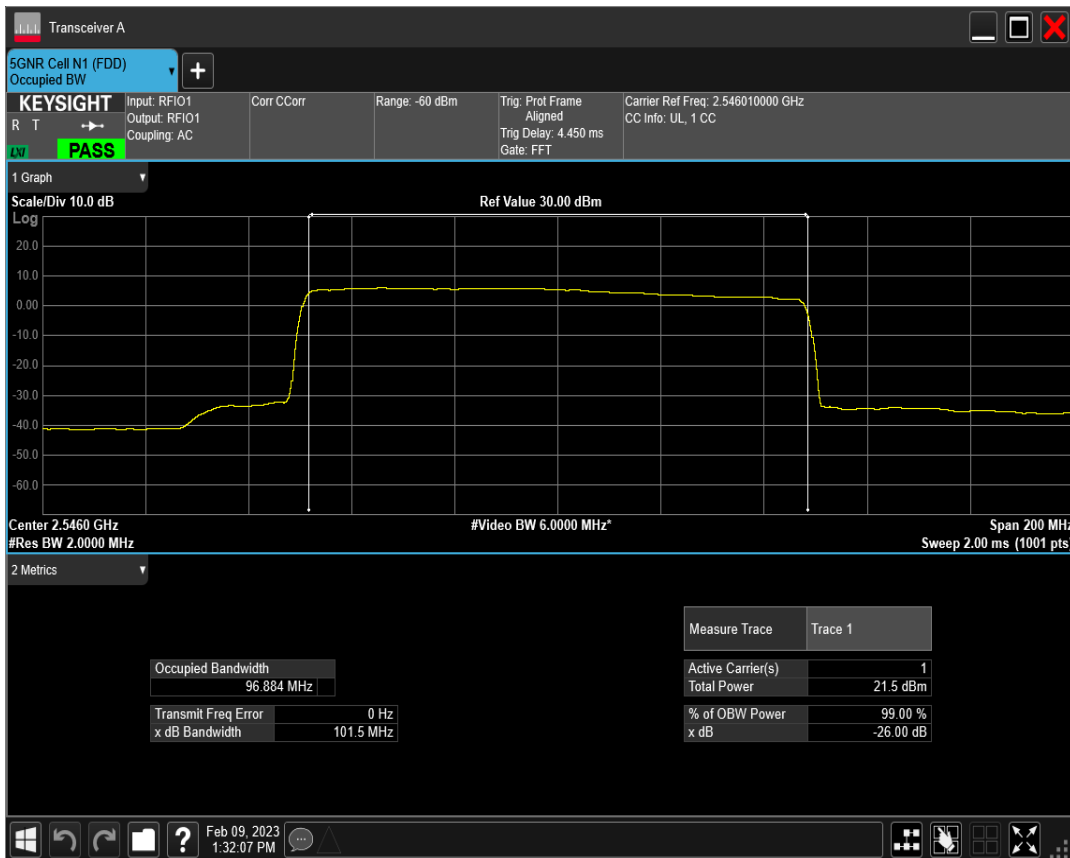 Transceiver A
5GNR Cell N1 (FDD)
Occupied BW
+
KEYSIGHT
R T
LXI
PASS
Input: RFIO1
Output: RFIO1
Coupling: AC
Corr CCorr
Range: -60 dBm
Trig: Prot Frame
Aligned
Trig Delay: 4.450 ms
Gate: FFT
Carrier Ref Freq: 2.546010000 GHz
CC Info: UL, 1 CC
1 Graph
Scale/Div 10.0 dB
Ref Value 30.00 dBm
Log
20.0
10.0
0.00
-10.0
-20.0
-30.0
-40.0
-50.0
-60.0
Center 2.5460 GHz
#Video BW 6.0000 MHz*
Span 200 MHz
#Res BW 2.0000 MHz
Sweep 2.00 ms (1001 pts)
2 Metrics
Measure Trace Trace 1
Occupied Bandwidth
96.884 MHz
Active Carrier(s) 1
Total Power 21.5 dBm
Transmit Freq Error 0 Hz
x dB Bandwidth 101.5 MHz
% of OBW Power 99.00 %
x dB -26.00 dB
?
Feb 09, 2023
1:32:07 PM